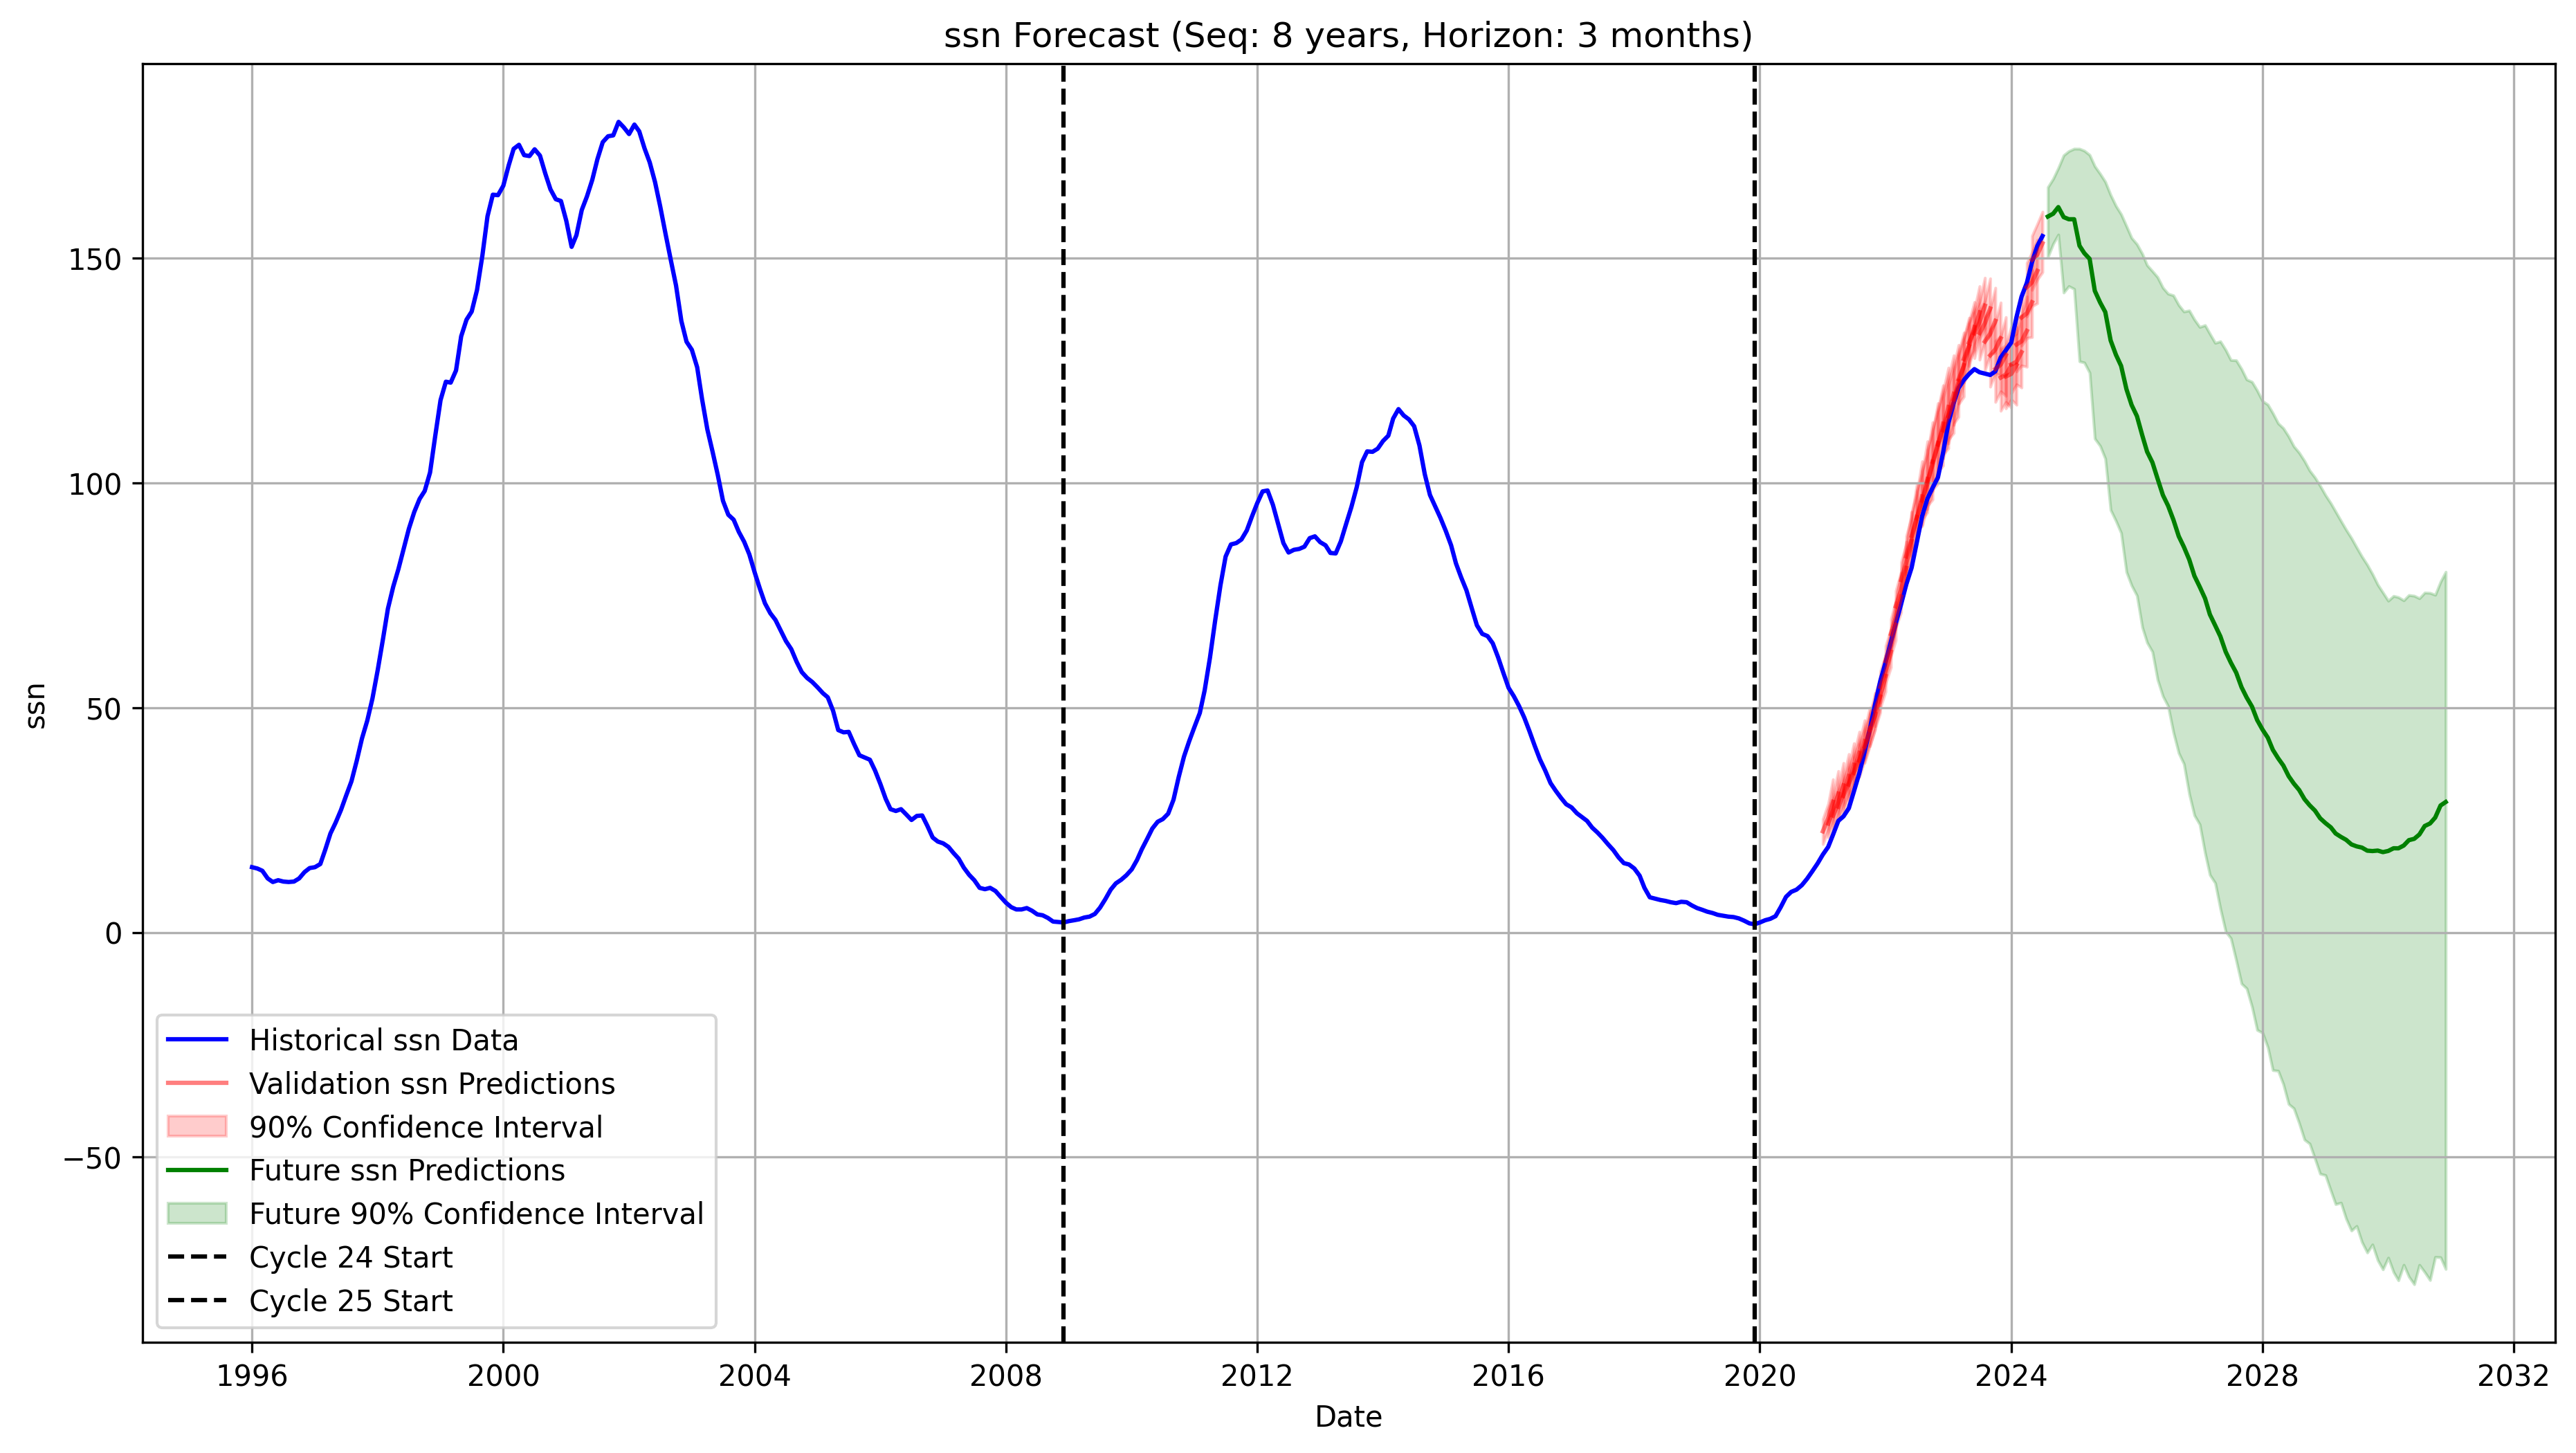 ssn Forecast (Seq: 8 years, Horizon: 3 months)
ssn
150
100
50
0
−50
Historical ssn Data
Validation ssn Predictions
90% Confidence Interval
Future ssn Predictions
Future 90% Confidence Interval
Cycle 24 Start
Cycle 25 Start
1996 2000 2004 2008 2012 2016 2020 2024 2028 2032
Date